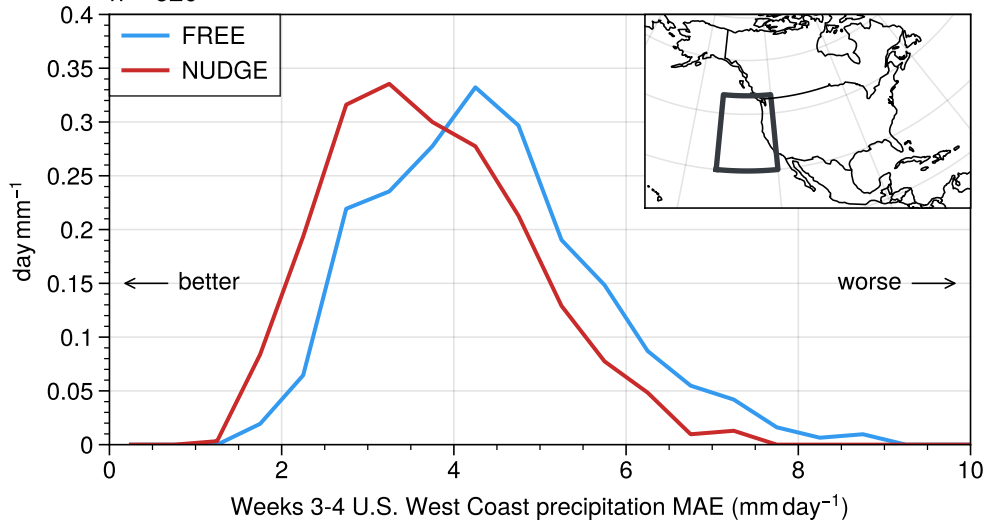 FREE
NUDGE
0.4
0.35
0.3
0.25
0.2
0.15
0.1
0.05
0
day mm⁻¹
← better
worse →
0 2 4 6 8 10
Weeks 3-4 U.S. West Coast precipitation MAE (mm day⁻¹)